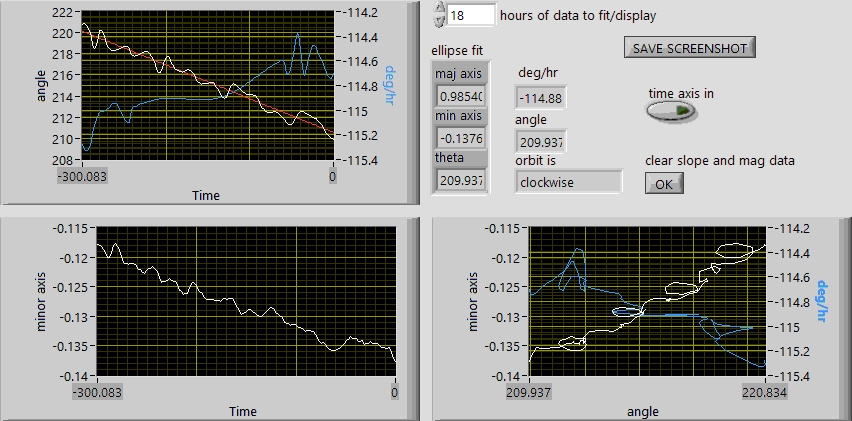 18 hours of data to fit/display
SAVE SCREENSHOT
ellipse fit
maj axis
0.9854
min axis
-0.1376
theta
209.937
deg/hr
-114.88
angle
209.937
orbit is
clockwise
time axis in
clear slope and mag data
OK
222
220
218
216
214
212
210
208
angle
-114.2
-114.4
-114.6
-114.8
-115
-115.2
-115.4
deg/hr
-300.083
0
Time
-0.115
-0.12
-0.125
-0.13
-0.135
-0.14
minor axis
-300.083
0
Time
-0.115
-0.12
-0.125
-0.13
-0.135
-0.14
minor axis
-114.2
-114.4
-114.6
-114.8
-115
-115.2
-115.4
deg/hr
209.937
220.834
angle